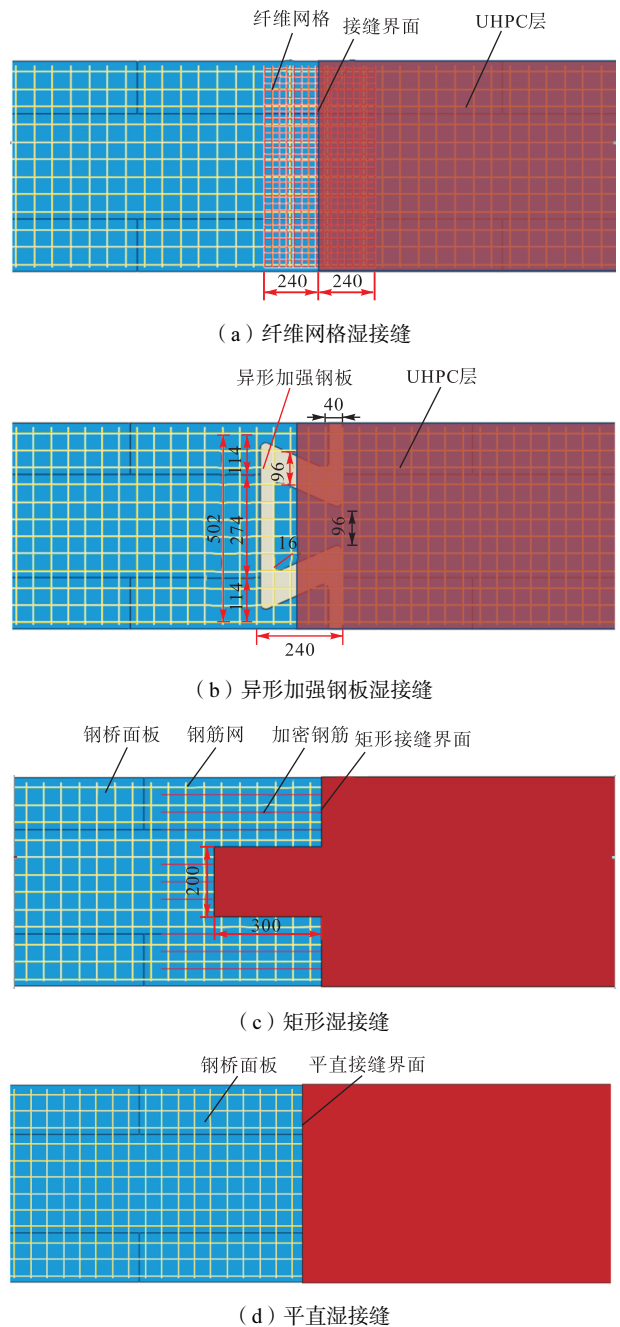 纤维网格 接缝界面 UHPC层
240 240
（a）纤维网格湿接缝
异形加强钢板 UHPC层
40
114
96
502
274
96
16
114
240
（b）异形加强钢板湿接缝
钢桥面板 钢筋网 加密钢筋 矩形接缝界面
200
300
（c）矩形湿接缝
钢桥面板 平直接缝界面
（d）平直湿接缝